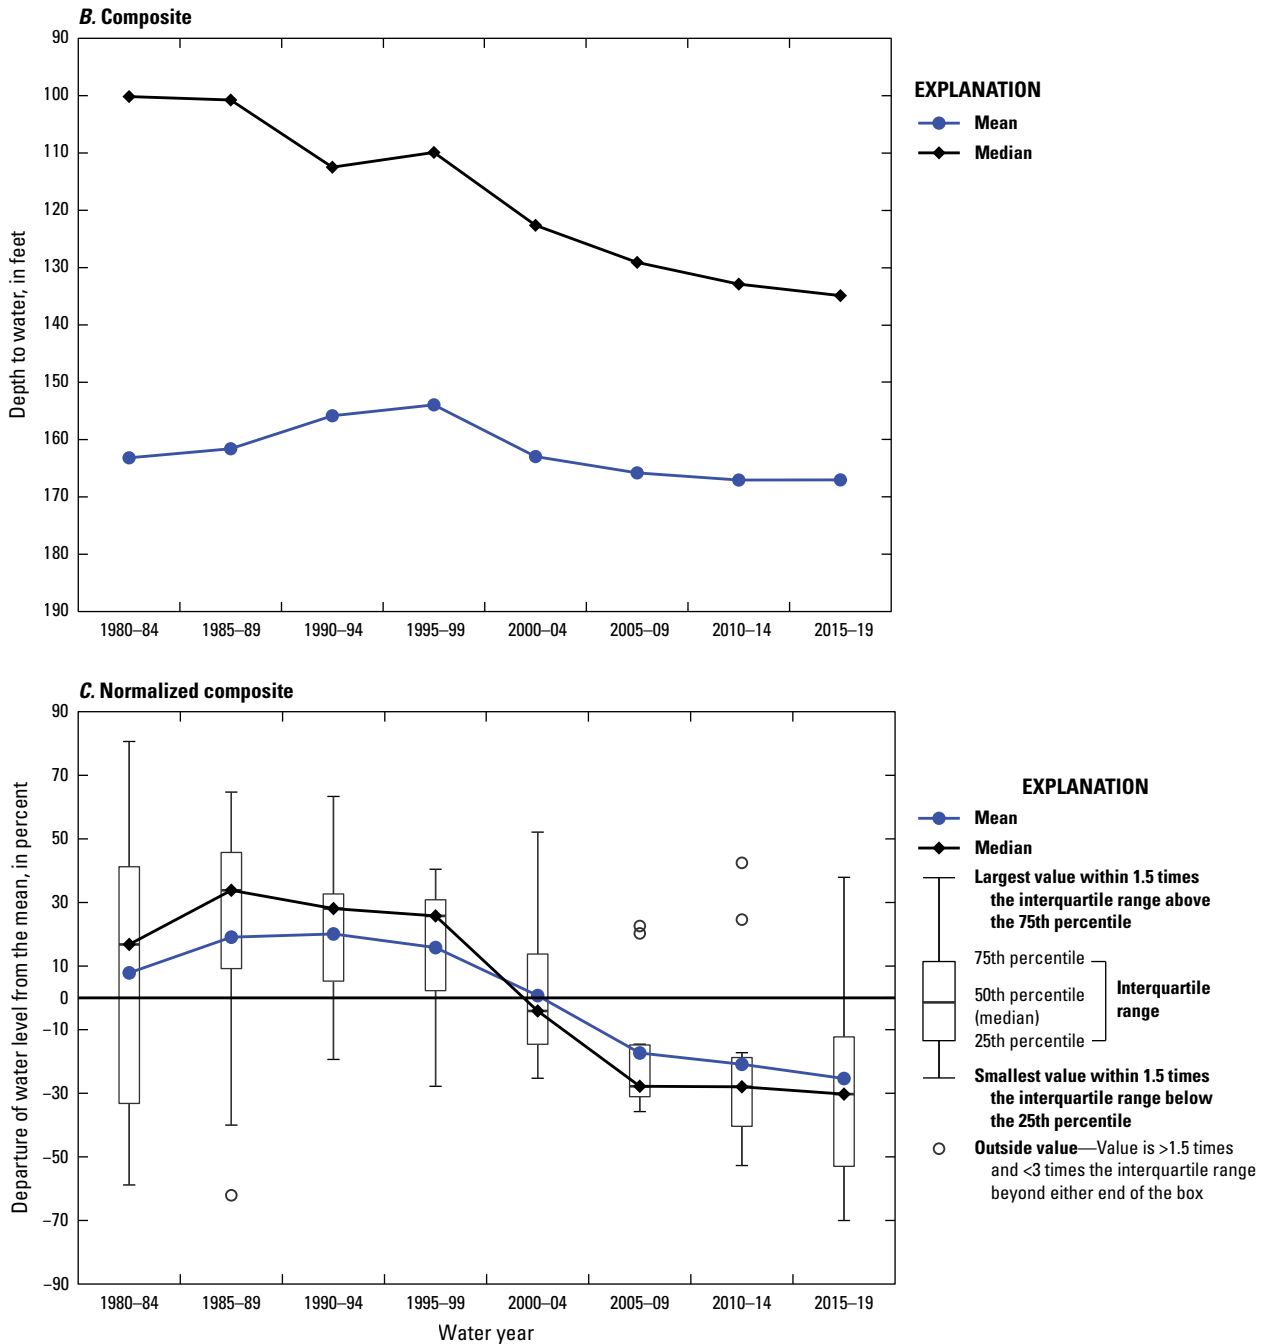 B. Composite
90
100
110
120
130
140
150
160
170
180
190
Depth to water, in feet
1980–84 1985–89 1990–94 1995–99 2000–04 2005–09 2010–14 2015–19
EXPLANATION
Mean
Median
C. Normalized composite
90
70
50
30
10
0
−10
−30
−50
−70
−90
Departure of water level from the mean, in percent
1980–84 1985–89 1990–94 1995–99 2000–04 2005–09 2010–14 2015–19
Water year
EXPLANATION
Mean
Median
Largest value within 1.5 times
the interquartile range above
the 75th percentile
75th percentile
50th percentile
(median)
25th percentile
Interquartile
range
Smallest value within 1.5 times
the interquartile range below
the 25th percentile
Outside value—Value is >1.5 times
and <3 times the interquartile range
beyond either end of the box